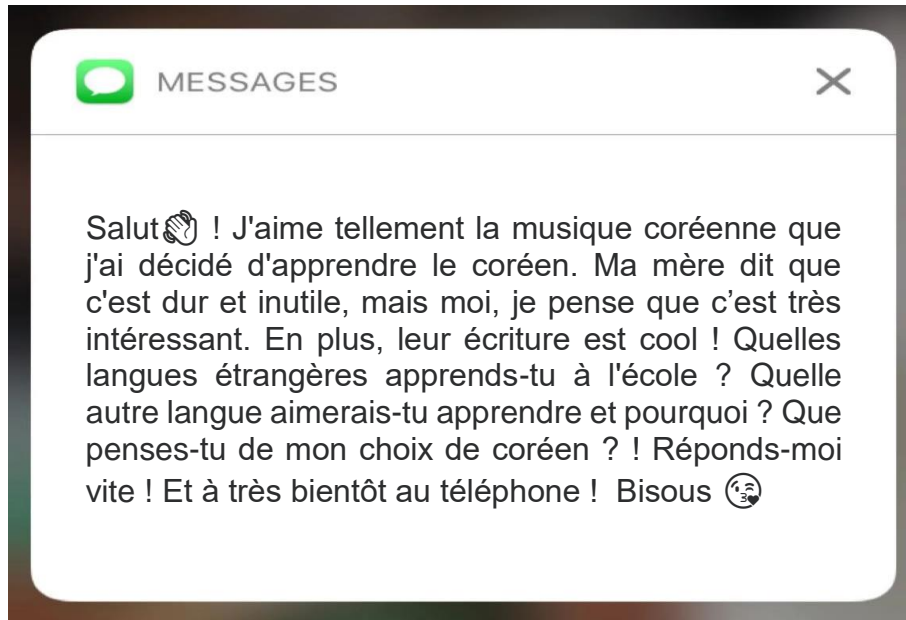 MESSAGES
Salut👋 ! J'aime tellement la musique coréenne que
j'ai décidé d'apprendre le coréen. Ma mère dit que
c'est dur et inutile, mais moi, je pense que c’est très
intéressant. En plus, leur écriture est cool ! Quelles
langues étrangères apprends-tu à l'école ? Quelle
autre langue aimerais-tu apprendre et pourquoi ? Que
penses-tu de mon choix de coréen ? ! Réponds-moi
vite ! Et à très bientôt au téléphone ! Bisous 😘